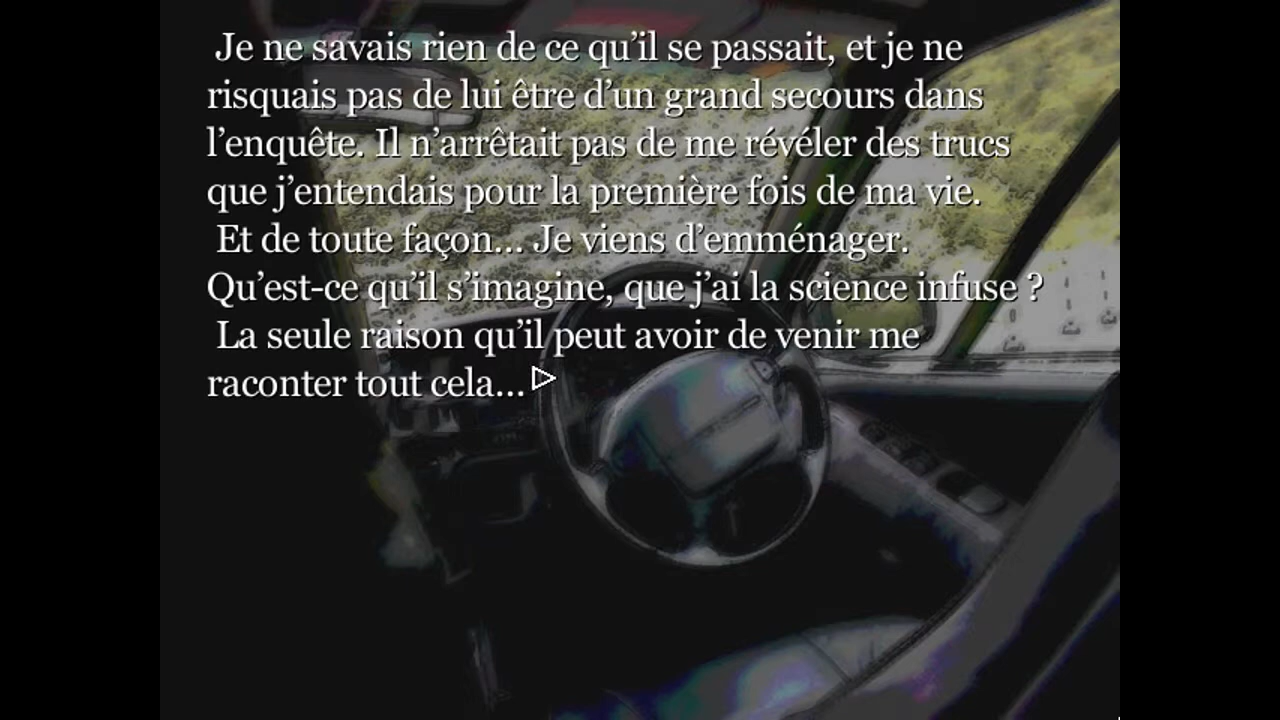 Je ne savais rien de ce qu’il se passait, et je ne
risquais pas de lui être d’un grand secours dans
l’enquête. Il n’arrêtait pas de me révéler des trucs
que j’entendais pour la première fois de ma vie.
Et de toute façon... Je viens d’emménager.
Qu’est-ce qu’il s’imagine, que j’ai la science infuse ?
La seule raison qu’il peut avoir de venir me
raconter tout cela...